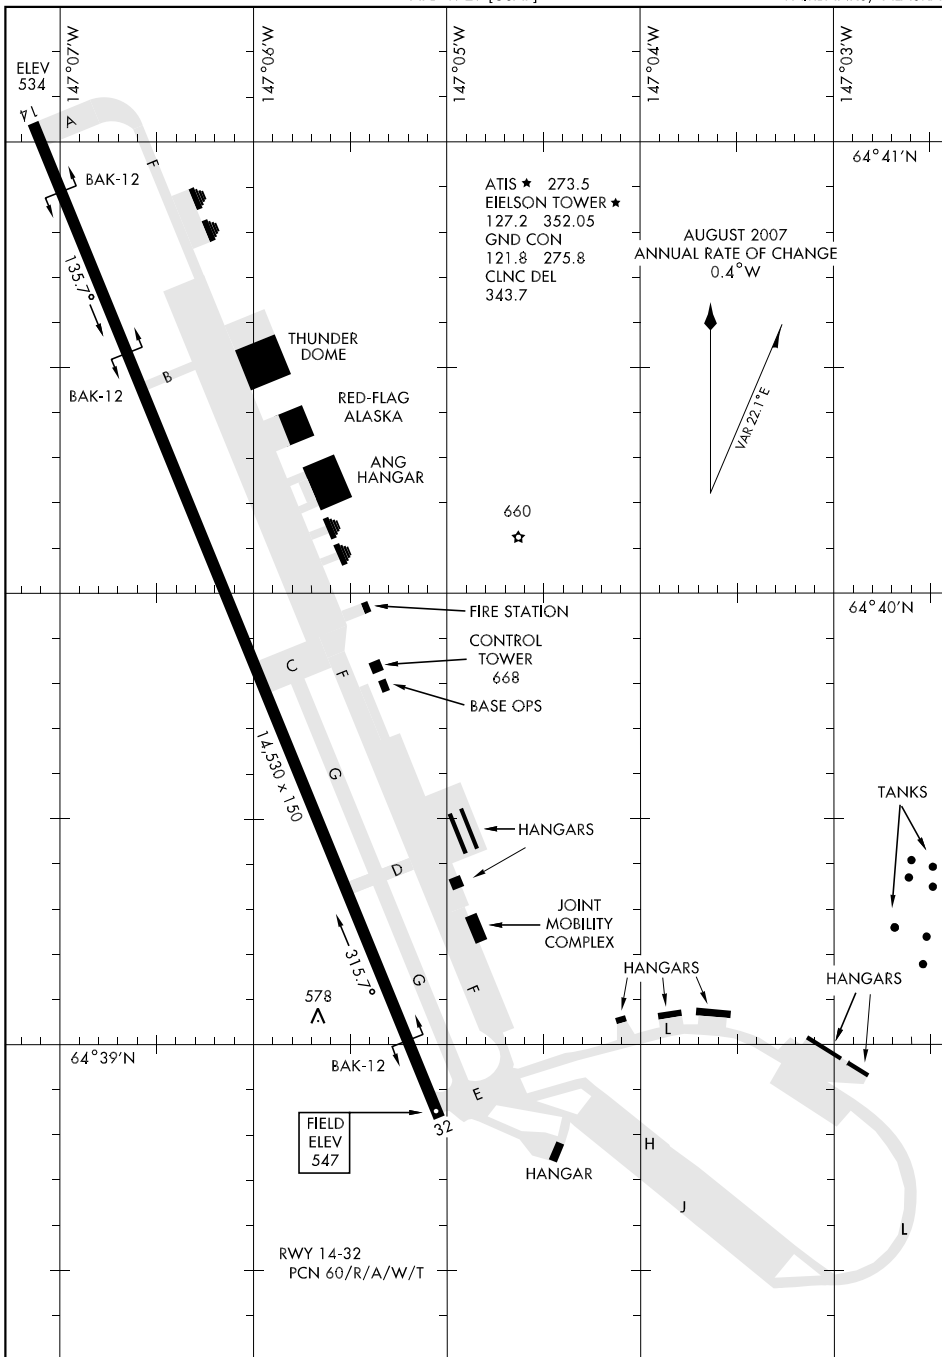 147°07'W
147°06'W
147°05'W
147°04'W
147°03'W
ELEV
534
14
A
F
BAK-12
64°41'N
ATIS ★ 273.5
EIELSON TOWER ★
127.2 352.05
GND CON
121.8 275.8
CLNC DEL
343.7
AUGUST 2007
ANNUAL RATE OF CHANGE
0.4°W
VAR 22.1°E
135.7°
BAK-12
B
THUNDER
DOME
RED-FLAG
ALASKA
ANG
HANGAR
660
64°40'N
FIRE STATION
CONTROL
TOWER
668
BASE OPS
C
F
G
14,530 x 150
HANGARS
TANKS
D
JOINT
MOBILITY
COMPLEX
315.7°
G
F
578
HANGARS
L
HANGARS
64°39'N
BAK-12
E
FIELD
ELEV
547
32
HANGAR
H
J
L
RWY 14-32
PCN 60/R/A/W/T